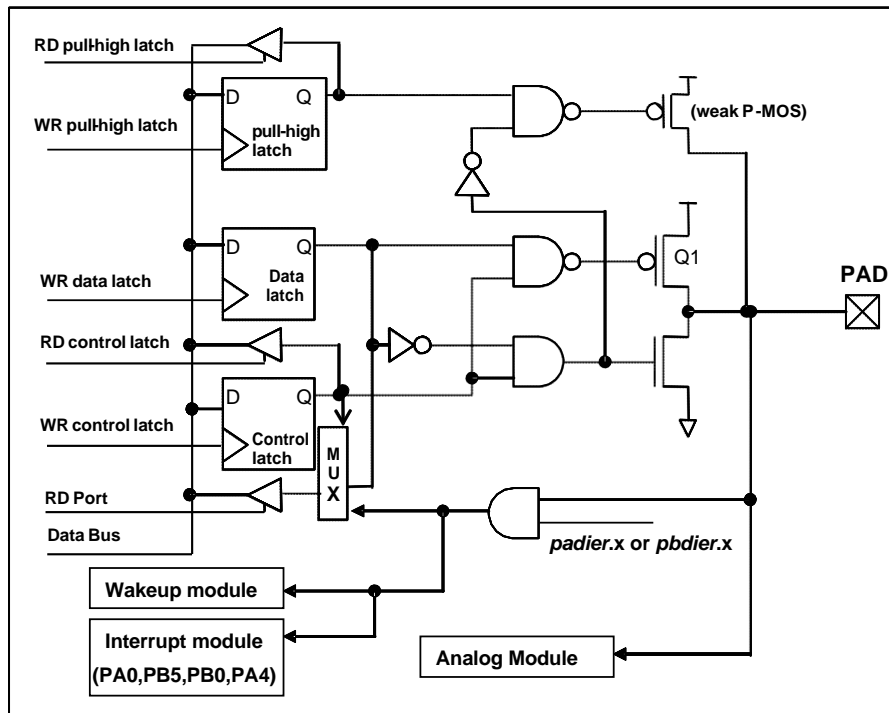 RD pull-high latch
D Q
(weak P-MOS)
WR pull-high latch
pull-high
latch
D Q
Data
latch
Q1
PAD
WR data latch
RD control latch
D Q
WR control latch
Control
latch
M
U
X
RD Port
Data Bus
padier.x or pbdier.x
Wakeup module
Interrupt module
(PA0,PB5,PB0,PA4)
Analog Module